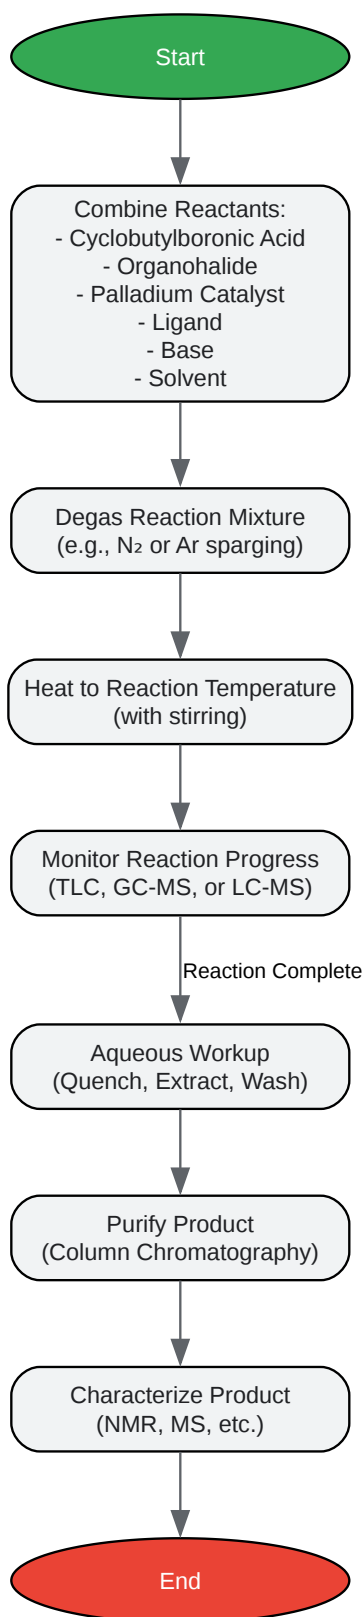 Start
Combine Reactants:
- Cyclobutylboronic Acid
- Organohalide
- Palladium Catalyst
- Ligand
- Base
- Solvent
Degas Reaction Mixture
(e.g., N₂ or Ar sparging)
Heat to Reaction Temperature
(with stirring)
Monitor Reaction Progress
(TLC, GC-MS, or LC-MS)
Reaction Complete
Aqueous Workup
(Quench, Extract, Wash)
Purify Product
(Column Chromatography)
Characterize Product
(NMR, MS, etc.)
End